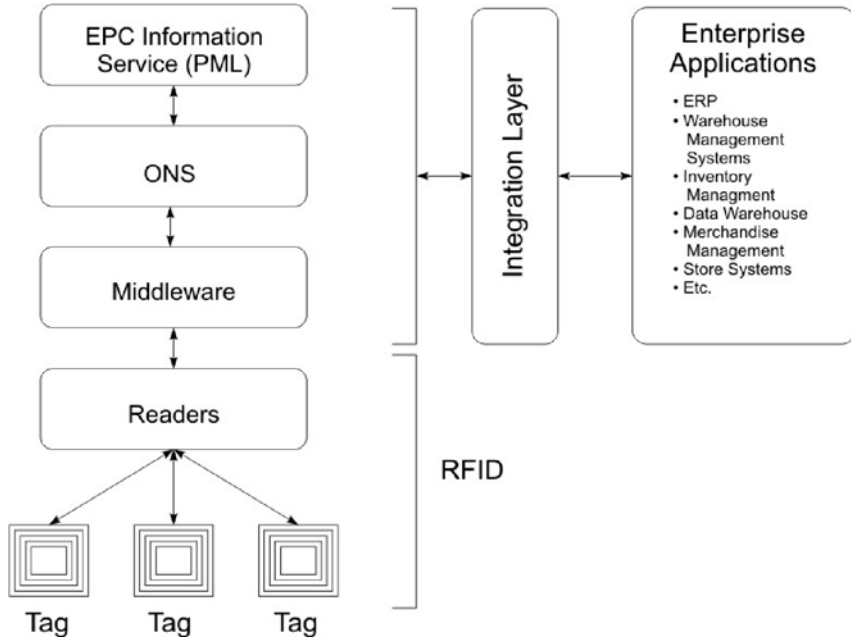 EPC Information
Service (PML)
ONS
Middleware
Readers
Tag
Tag
Tag
RFID
Integration Layer
Enterprise
Applications
• ERP
• Warehouse
Management
Systems
• Inventory
Managment
• Data Warehouse
• Merchandise
Management
• Store Systems
• Etc.